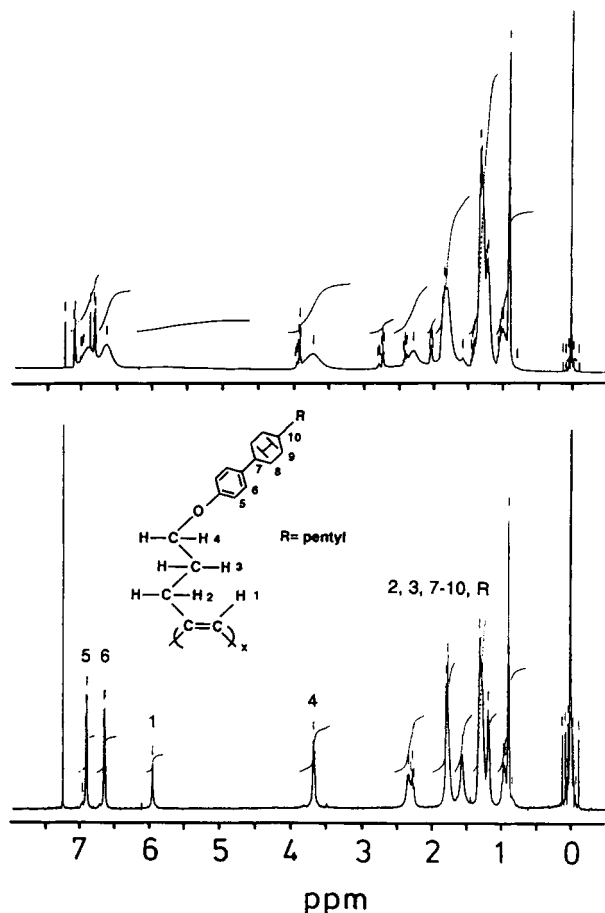 R
10
9
8
7
6
5
O
H—C—H 4
R= pentyl
H—C—H 3
H—C—H 2
H 1
C=C
x
2, 3, 7-10, R
5 6
1
4
7 6 5 4 3 2 1 0
ppm